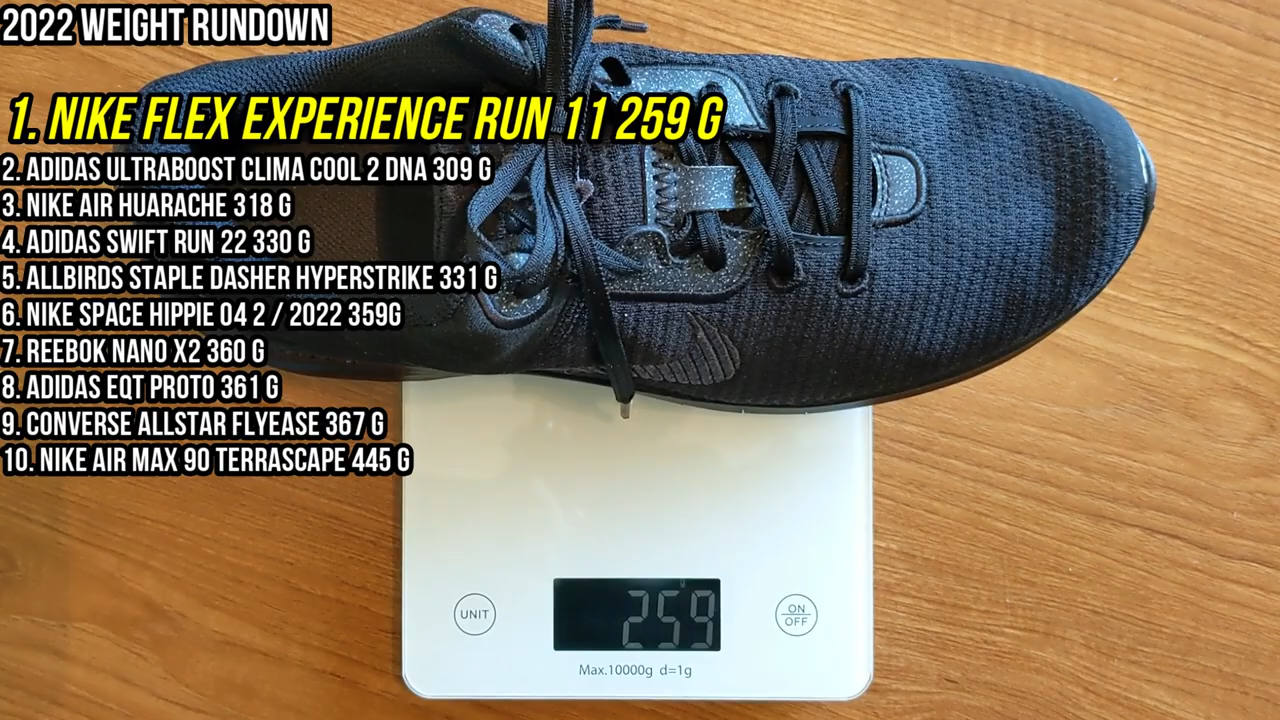 2022 WEIGHT RUNDOWN
1. NIKE FLEX EXPERIENCE RUN 11 259 G
2. ADIDAS ULTRABOOST CLIMA COOL 2 DNA 309 G
3. NIKE AIR HUARACHE 318 G
4. ADIDAS SWIFT RUN 22 330 G
5. ALLBIRDS STAPLE DASHER HYPERSTRIKE 331 G
6. NIKE SPACE HIPPIE 04 2 / 2022 359G
7. REEBOK NANO X2 360 G
8. ADIDAS EQT PROTO 361 G
9. CONVERSE ALLSTAR FLYEASE 367 G
10. NIKE AIR MAX 90 TERRASCAPE 445 G
UNIT
259
ON
OFF
Max.10000g d=1g